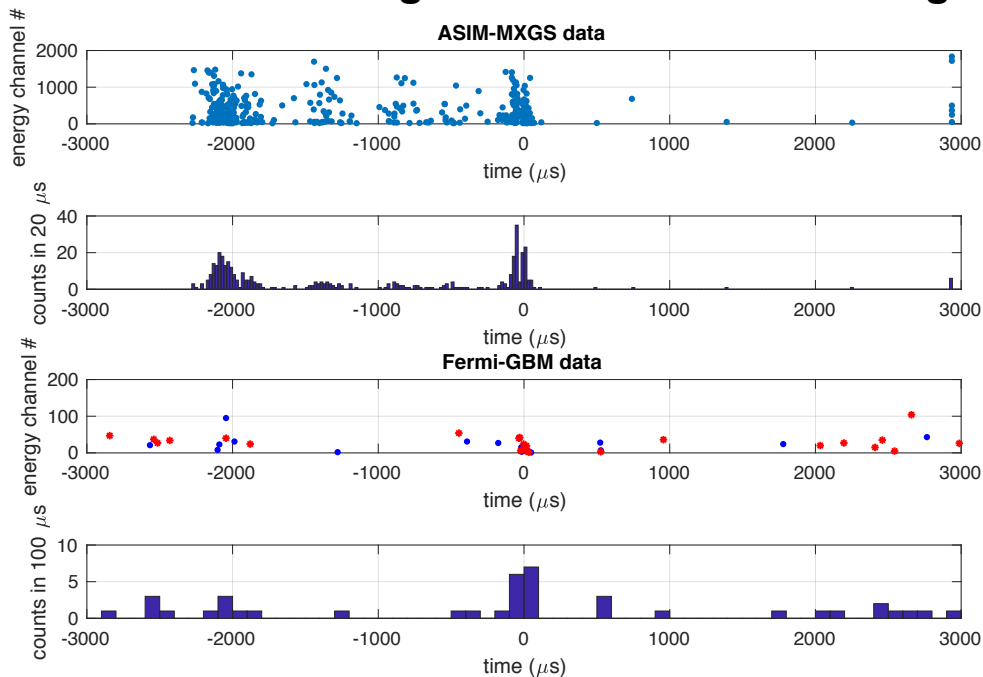 ASIM-MXGS data
energy channel #
2000
1000
0
-3000 -2000 -1000 0 1000 2000 3000
time (μs)
counts in 20 μs
40
20
0
-3000 -2000 -1000 0 1000 2000 3000
time (μs)
Fermi-GBM data
energy channel #
200
100
0
-3000 -2000 -1000 0 1000 2000 3000
time (μs)
counts in 100 μs
10
5
0
-3000 -2000 -1000 0 1000 2000 3000
time (μs)